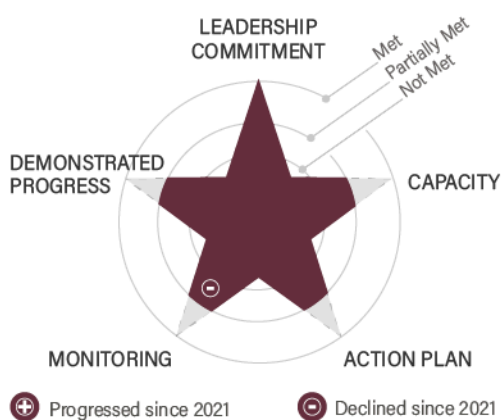 LEADERSHIP
COMMITMENT
Met
Partially Met
Not Met
DEMONSTRATED
PROGRESS
CAPACITY
MONITORING
ACTION PLAN
Progressed since 2021
Declined since 2021